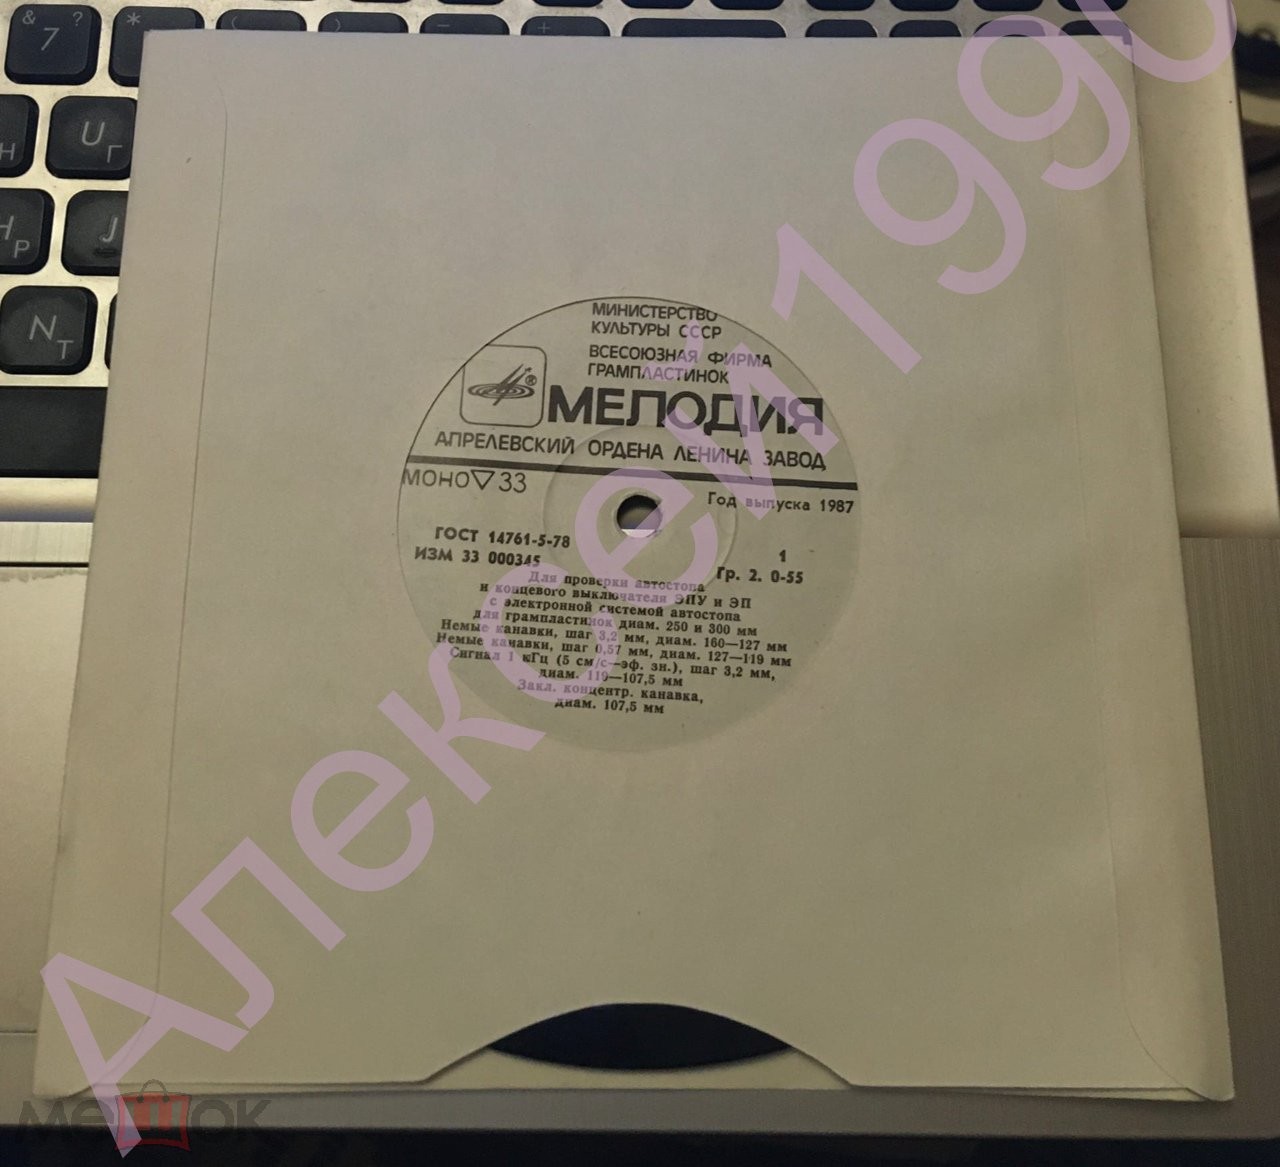 & 7 ?
*
(
)
–
+
Н
U Г
H Р
J
N Т
МИНИСТЕРСТВО
КУЛЬТУРЫ СССР
ВСЕСОЮЗНАЯ ФИРМА
ГРАМПЛАСТИНОК
®
МЕЛОДИЯ
АПРЕЛЕВСКИЙ ОРДЕНА ЛЕНИНА ЗАВОД
МОНО ▽ 33
Год выпуска 1987
ГОСТ 14761-5-78
ИЗМ 33 000345
1
Гр. 2. 0-55
Для проверки автостопа
и концевого выключателя ЭПУ и ЭП
с электронной системой автостопа
для грампластинок диам. 250 и 300 мм
Немые канавки, шаг 3,2 мм, диам. 160—127 мм
Немые канавки, шаг 0,57 мм, диам. 127—119 мм
Сигнал 1 кГц (5 см/с—эф. зн.), шаг 3,2 мм,
диам. 119—107,5 мм
Закл. концентр. канавка,
диам. 107,5 мм
Алексей1990
мешок